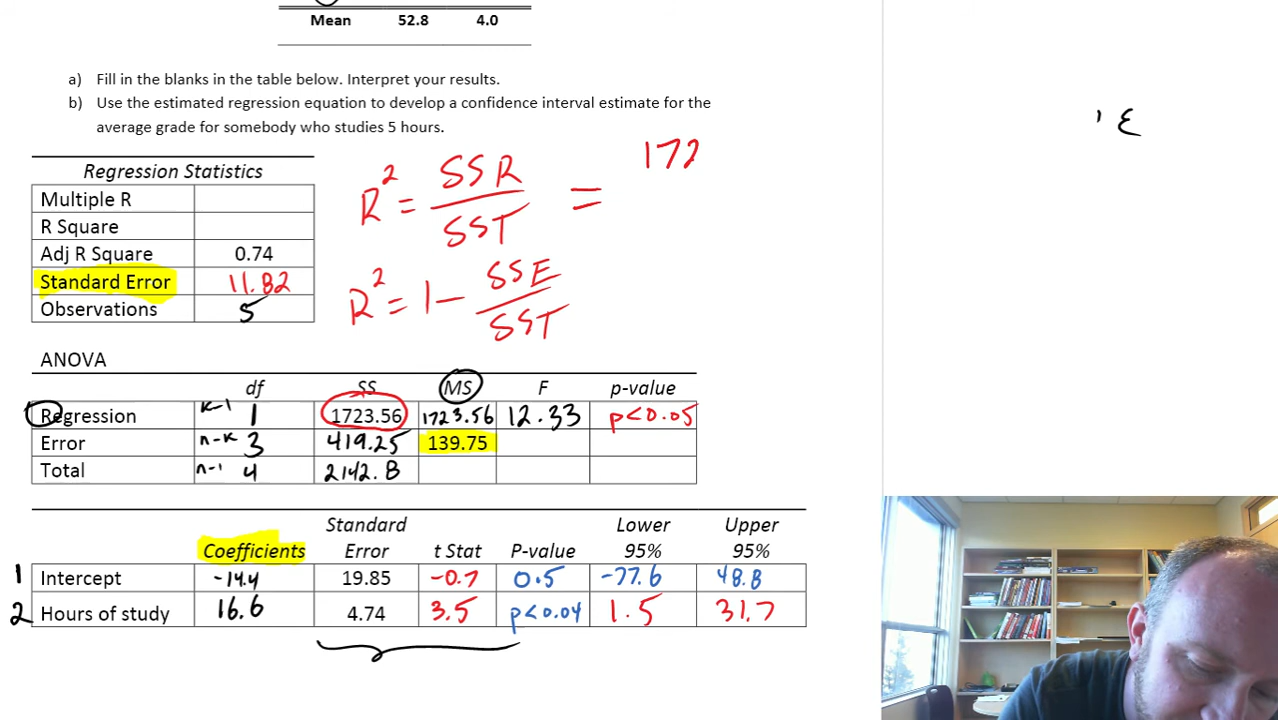 Mean 52.8 4.0
a) Fill in the blanks in the table below. Interpret your results.
b) Use the estimated regression equation to develop a confidence interval estimate for the
average grade for somebody who studies 5 hours.
Regression Statistics
Multiple R
R Square
Adj R Square 0.74
Standard Error 11.82
Observations 5
R² = SSR / SST = 172
R² = 1 - SSE / SST
ANOVA
df SS MS F p-value
Regression k-1 1 1723.56 1723.56 12.33 p<0.05
Error n-k 3 419.25 139.75
Total n-1 4 2142.8
Coefficients Standard Error t Stat P-value Lower 95% Upper 95%
1 Intercept -14.4 19.85 -0.7 0.5 -77.6 48.8
2 Hours of study 16.6 4.74 3.5 p<0.04 1.5 31.7